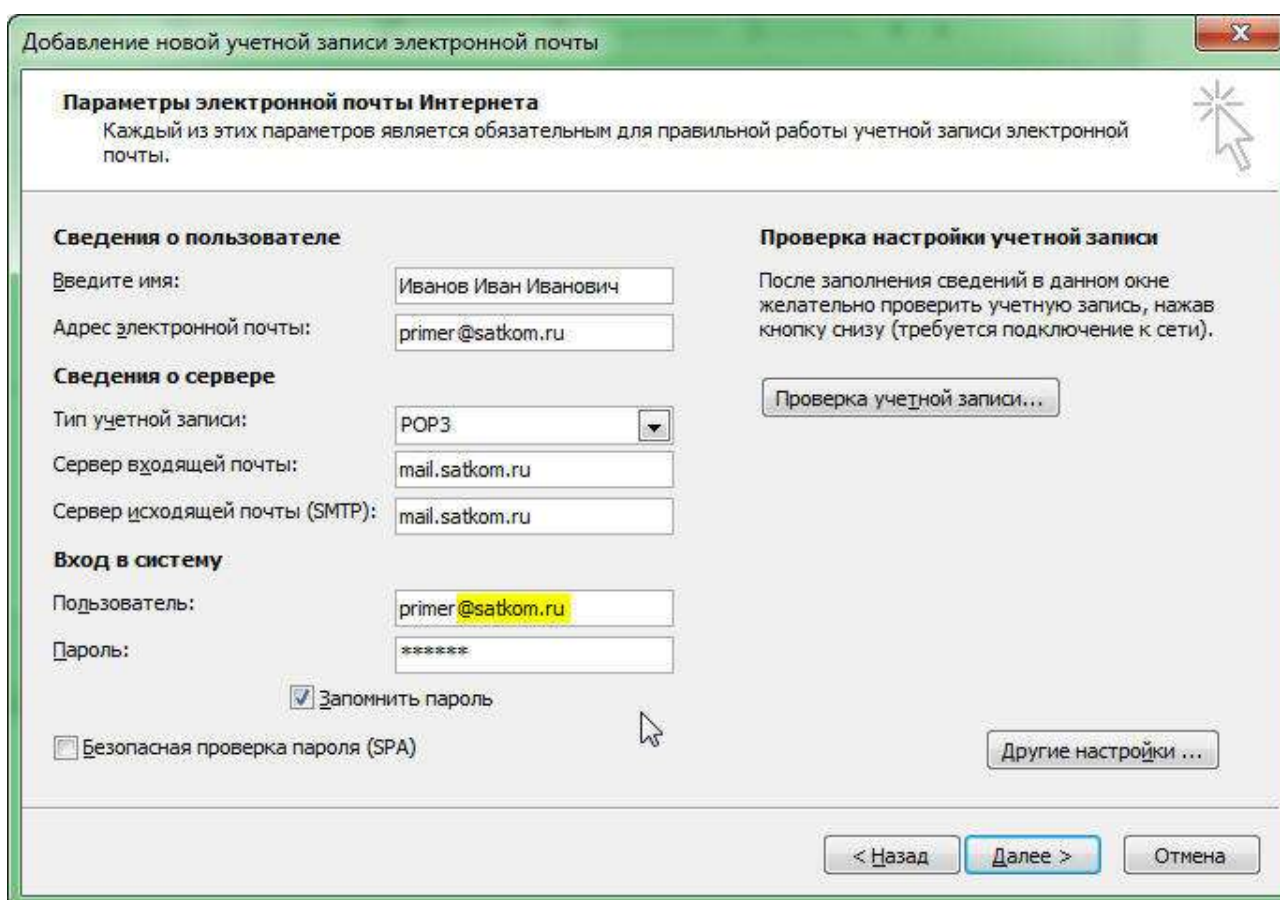 Добавление новой учетной записи электронной почты
Параметры электронной почты Интернета
Каждый из этих параметров является обязательным для правильной работы учетной записи электронной
почты.
Сведения о пользователе
Введите имя: Иванов Иван Иванович
Адрес электронной почты: primer@satkom.ru
Сведения о сервере
Тип учетной записи: POP3
Сервер входящей почты: mail.satkom.ru
Сервер исходящей почты (SMTP): mail.satkom.ru
Вход в систему
Пользователь: primer@satkom.ru
Пароль: ******
Запомнить пароль
Безопасная проверка пароля (SPA)
Проверка настройки учетной записи
После заполнения сведений в данном окне
желательно проверить учетную запись, нажав
кнопку снизу (требуется подключение к сети).
Проверка учетной записи...
Другие настройки ...
< Назад Далее > Отмена